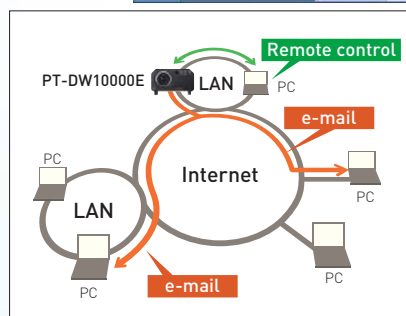 Remote control
PT-DW10000E
LAN
PC
e-mail
PC
Internet
PC
LAN
PC
PC
e-mail